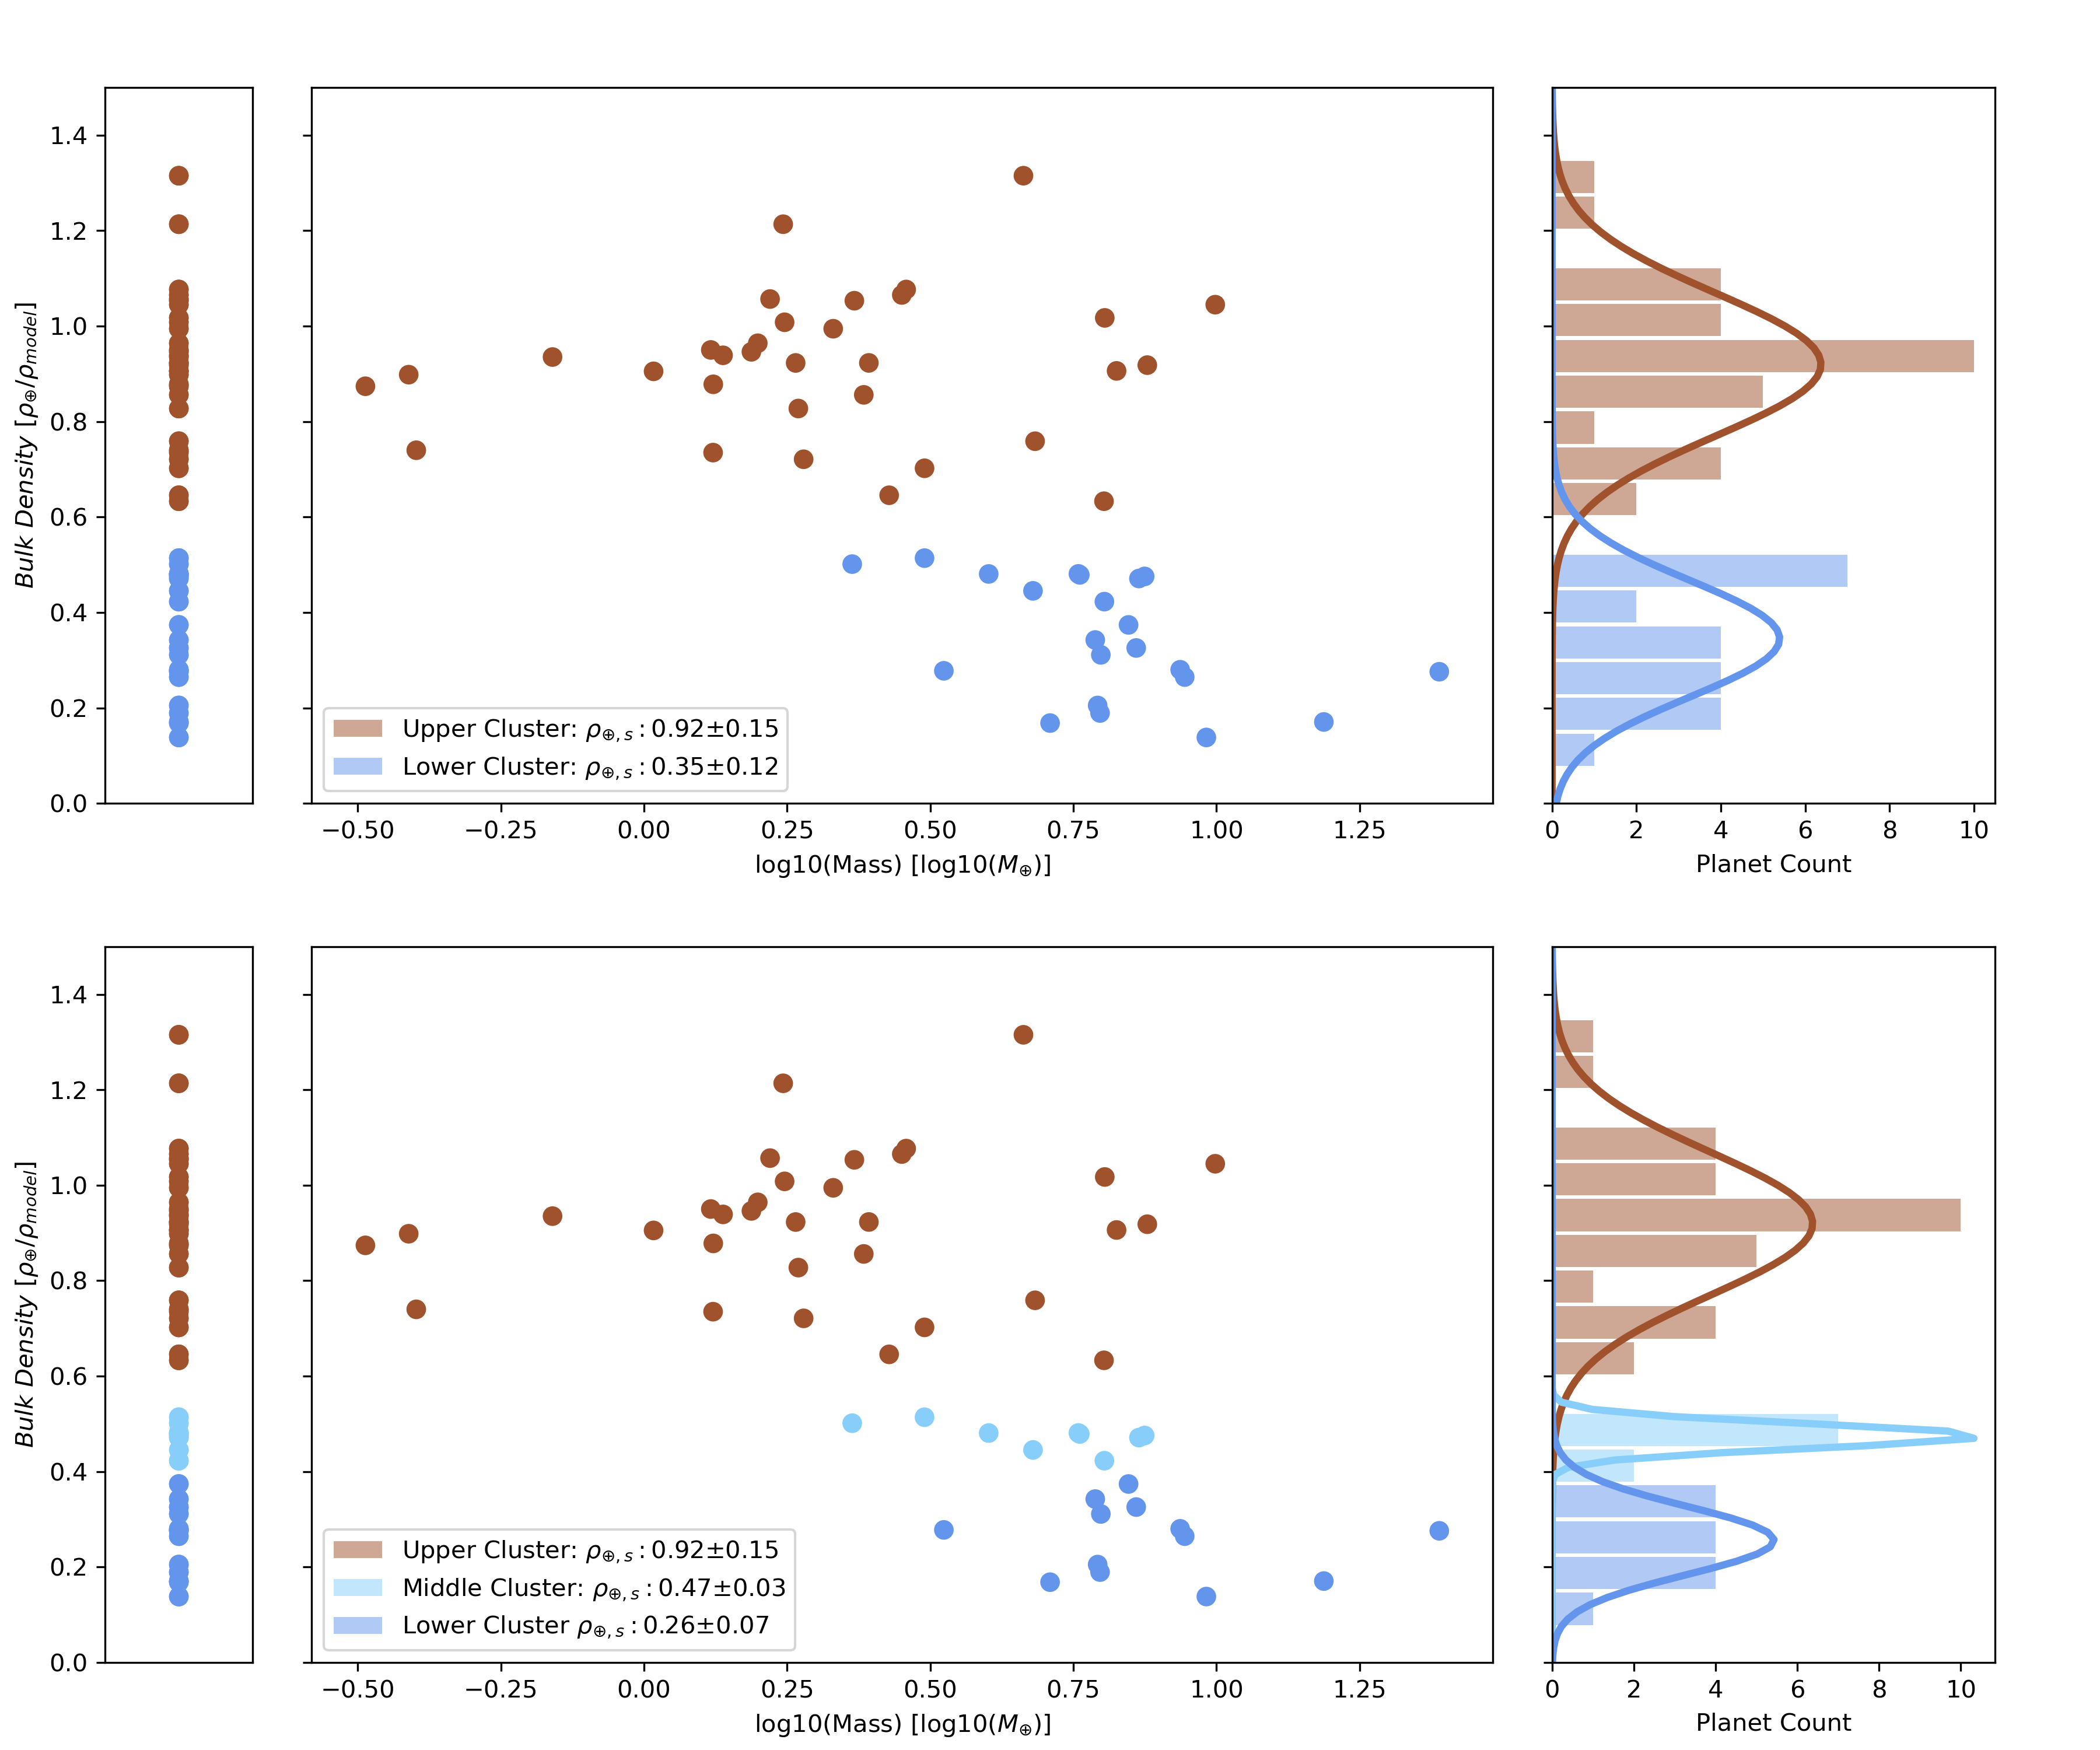 1.4
1.2
1.0
0.8
0.6
0.4
0.2
0.0
Bulk Density [ρ⊕/ρmodel]
Upper Cluster: ρ⊕,s : 0.92±0.15
Lower Cluster: ρ⊕,s : 0.35±0.12
−0.50 −0.25 0.00 0.25 0.50 0.75 1.00 1.25
log10(Mass) [log10(M⊕)]
0 2 4 6 8 10
Planet Count
1.4
1.2
1.0
0.8
0.6
0.4
0.2
0.0
Bulk Density [ρ⊕/ρmodel]
Upper Cluster: ρ⊕,s : 0.92±0.15
Middle Cluster: ρ⊕,s : 0.47±0.03
Lower Cluster ρ⊕,s : 0.26±0.07
−0.50 −0.25 0.00 0.25 0.50 0.75 1.00 1.25
log10(Mass) [log10(M⊕)]
0 2 4 6 8 10
Planet Count